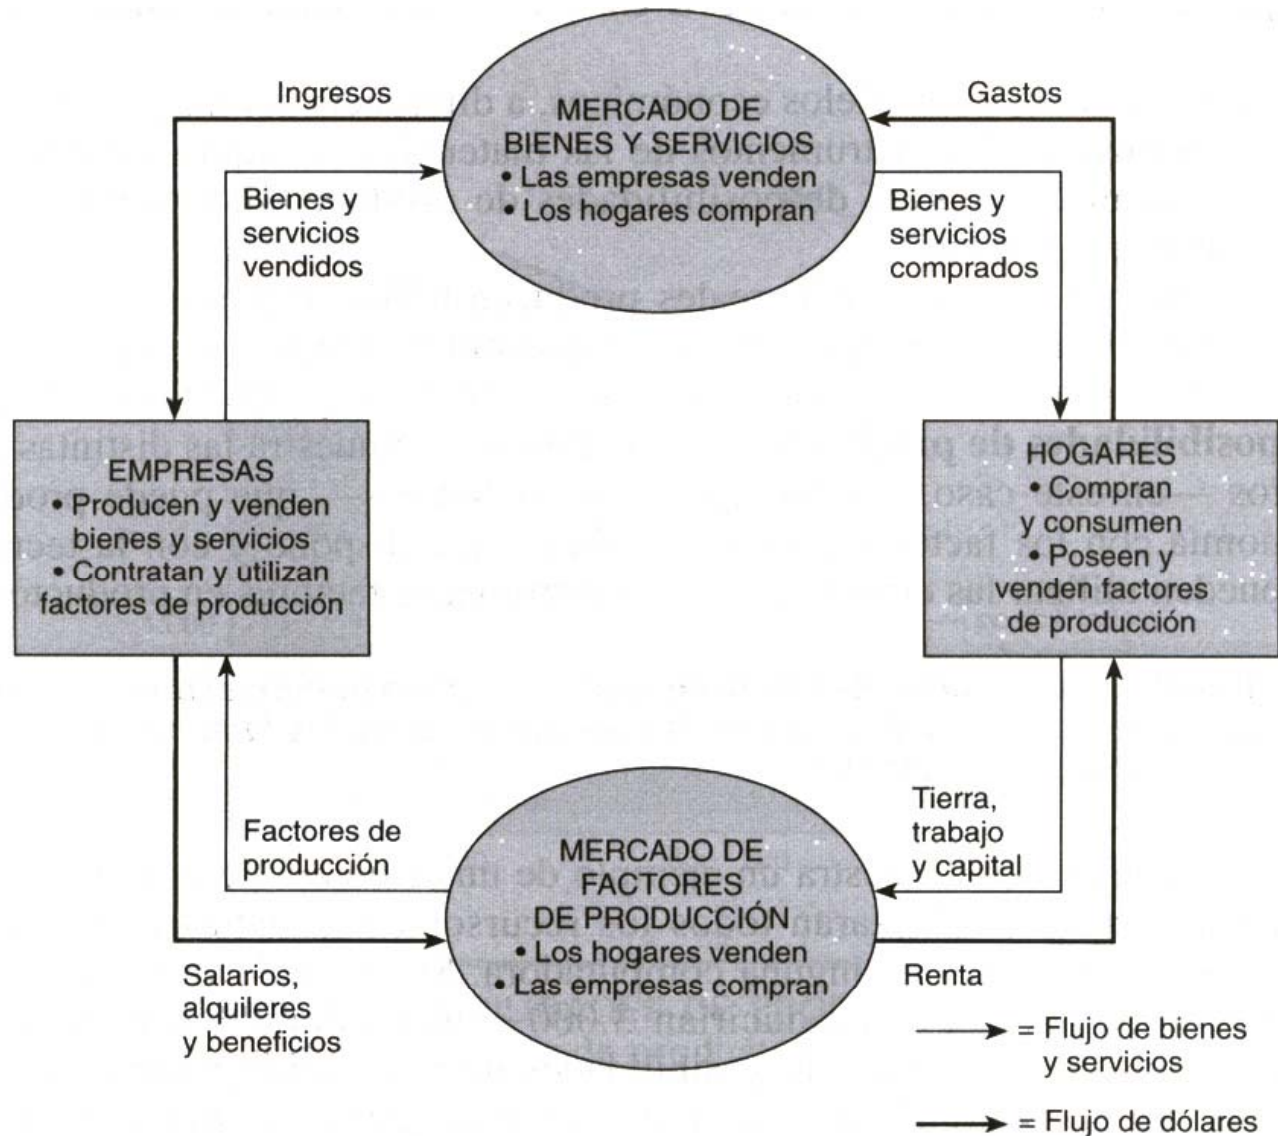 Ingresos
MERCADO DE
BIENES Y SERVICIOS
• Las empresas venden
• Los hogares compran
Gastos
Bienes y
servicios
vendidos
Bienes y
servicios
comprados
EMPRESAS
• Producen y venden
bienes y servicios
• Contratan y utilizan
factores de producción
HOGARES
• Compran
y consumen
• Poseen y
venden factores
de producción
Factores de
producción
MERCADO DE
FACTORES
DE PRODUCCIÓN
• Los hogares venden
• Las empresas compran
Tierra,
trabajo
y capital
Salarios,
alquileres
y beneficios
Renta
= Flujo de bienes
y servicios
= Flujo de dólares